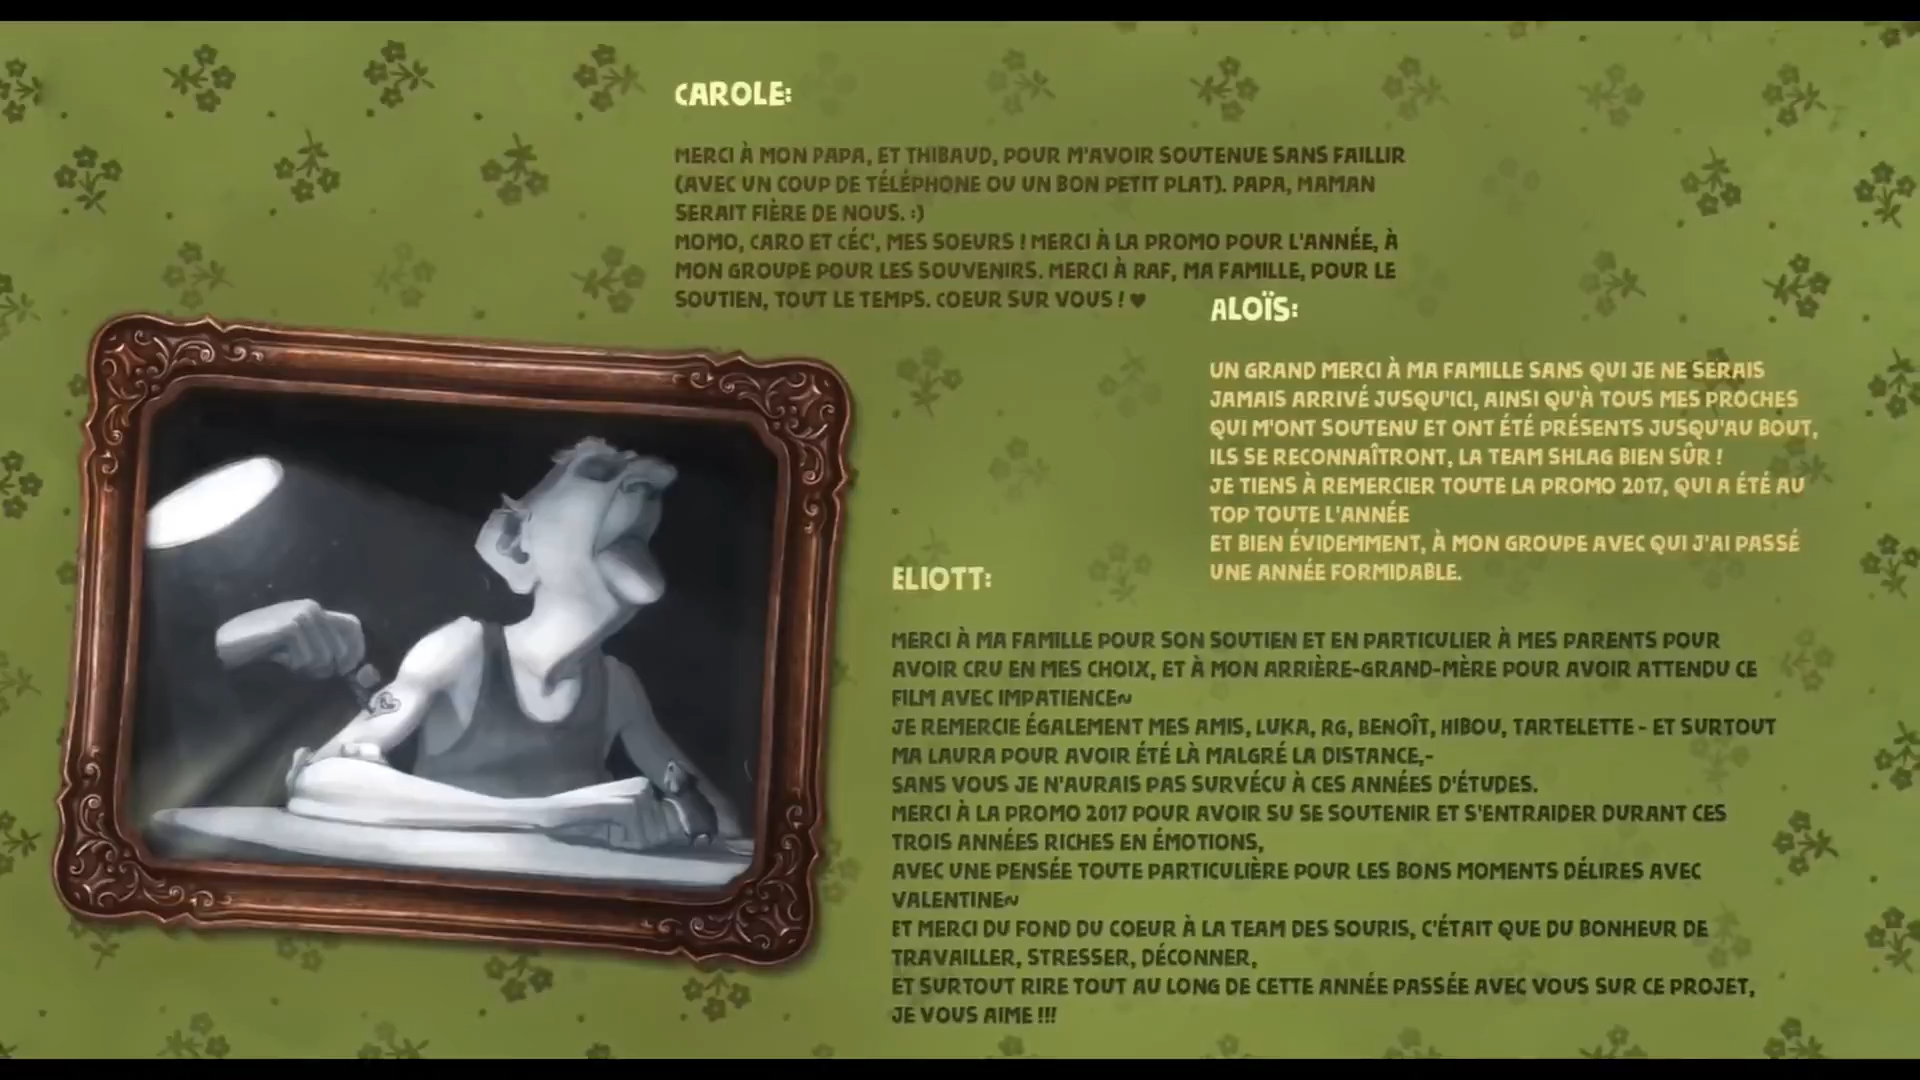 CAROLE:
MERCI À MON PAPA, ET THIBAUD, POUR M'AVOIR SOUTENUE SANS FAILLIR
(AVEC UN COUP DE TÉLÉPHONE OU UN BON PETIT PLAT). PAPA, MAMAN
SERAIT FIÈRE DE NOUS. :)
MOMO, CARO ET CÉC', MES SOEURS ! MERCI À LA PROMO POUR L'ANNÉE, À
MON GROUPE POUR LES SOUVENIRS. MERCI À RAF, MA FAMILLE, POUR LE
SOUTIEN, TOUT LE TEMPS. COEUR SUR VOUS ! ♥
ALOÏS:
UN GRAND MERCI À MA FAMILLE SANS QUI JE NE SERAIS
JAMAIS ARRIVÉ JUSQU'ICI, AINSI QU'À TOUS MES PROCHES
QUI M'ONT SOUTENU ET ONT ÉTÉ PRÉSENTS JUSQU'AU BOUT,
ILS SE RECONNAÎTRONT, LA TEAM SHLAG BIEN SÛR !
JE TIENS À REMERCIER TOUTE LA PROMO 2017, QUI A ÉTÉ AU
TOP TOUTE L'ANNÉE
ET BIEN ÉVIDEMMENT, À MON GROUPE AVEC QUI J'AI PASSÉ
UNE ANNÉE FORMIDABLE.
ELIOTT:
MERCI À MA FAMILLE POUR SON SOUTIEN ET EN PARTICULIER À MES PARENTS POUR
AVOIR CRU EN MES CHOIX, ET À MON ARRIÈRE-GRAND-MÈRE POUR AVOIR ATTENDU CE
FILM AVEC IMPATIENCE~
JE REMERCIE ÉGALEMENT MES AMIS, LUKA, RG, BENOÎT, HIBOU, TARTELETTE - ET SURTOUT
MA LAURA POUR AVOIR ÉTÉ LÀ MALGRÉ LA DISTANCE,-
SANS VOUS JE N'AURAIS PAS SURVÉCU À CES ANNÉES D'ÉTUDES.
MERCI À LA PROMO 2017 POUR AVOIR SU SE SOUTENIR ET S'ENTRAIDER DURANT CES
TROIS ANNÉES RICHES EN ÉMOTIONS,
AVEC UNE PENSÉE TOUTE PARTICULIÈRE POUR LES BONS MOMENTS DÉLIRES AVEC
VALENTINE~
ET MERCI DU FOND DU COEUR À LA TEAM DES SOURIS, C'ÉTAIT QUE DU BONHEUR DE
TRAVAILLER, STRESSER, DÉCONNER,
ET SURTOUT RIRE TOUT AU LONG DE CETTE ANNÉE PASSÉE AVEC VOUS SUR CE PROJET,
JE VOUS AIME !!!